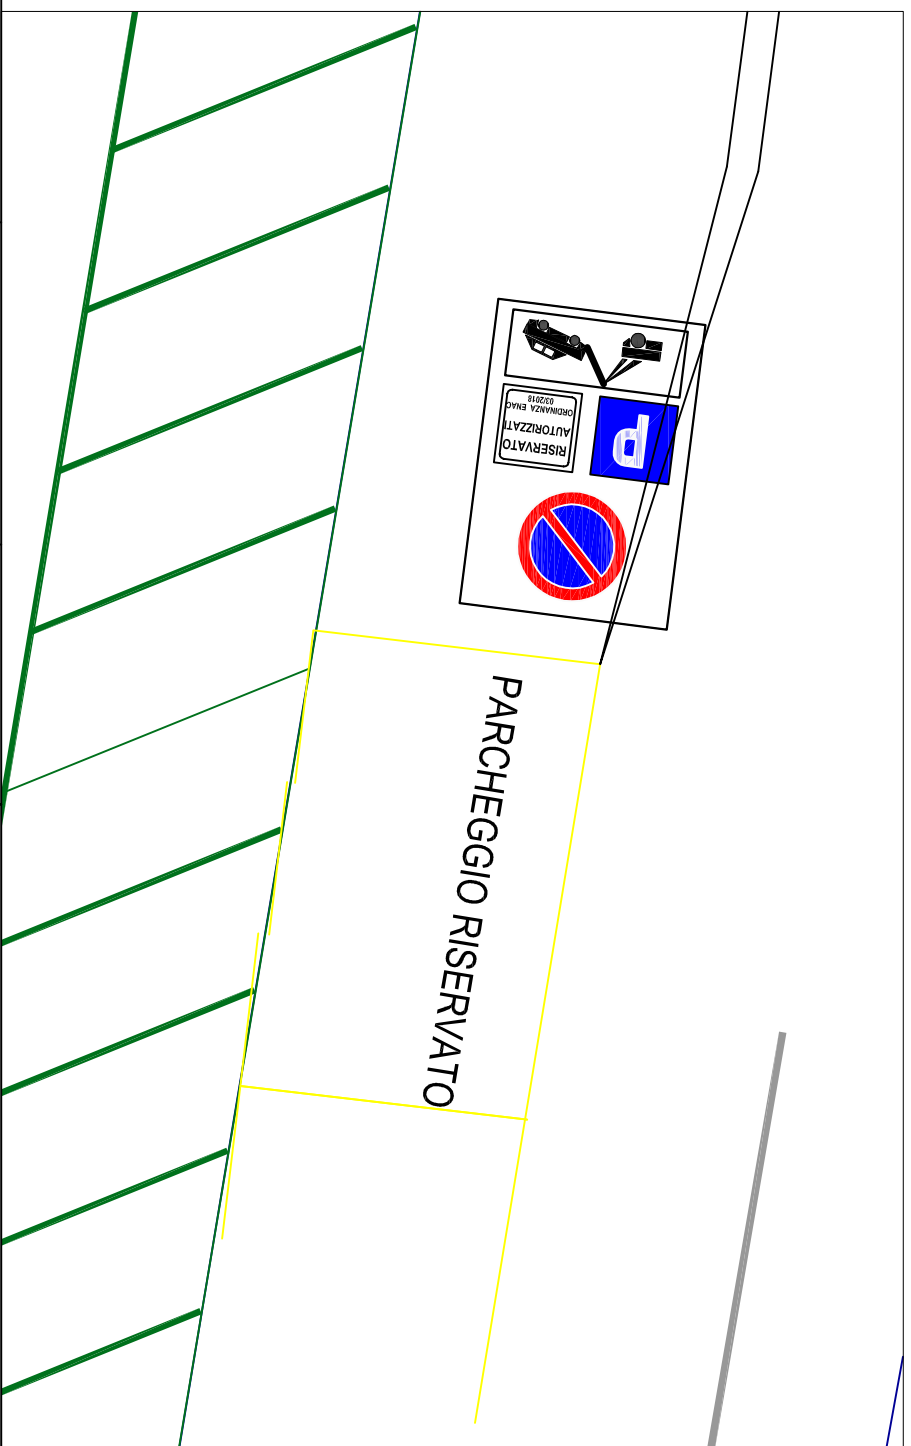 P
RISERVATO
AUTORIZZATI
ORDINANZA ENAC
03/2018
PARCHEGGIO RISERVATO